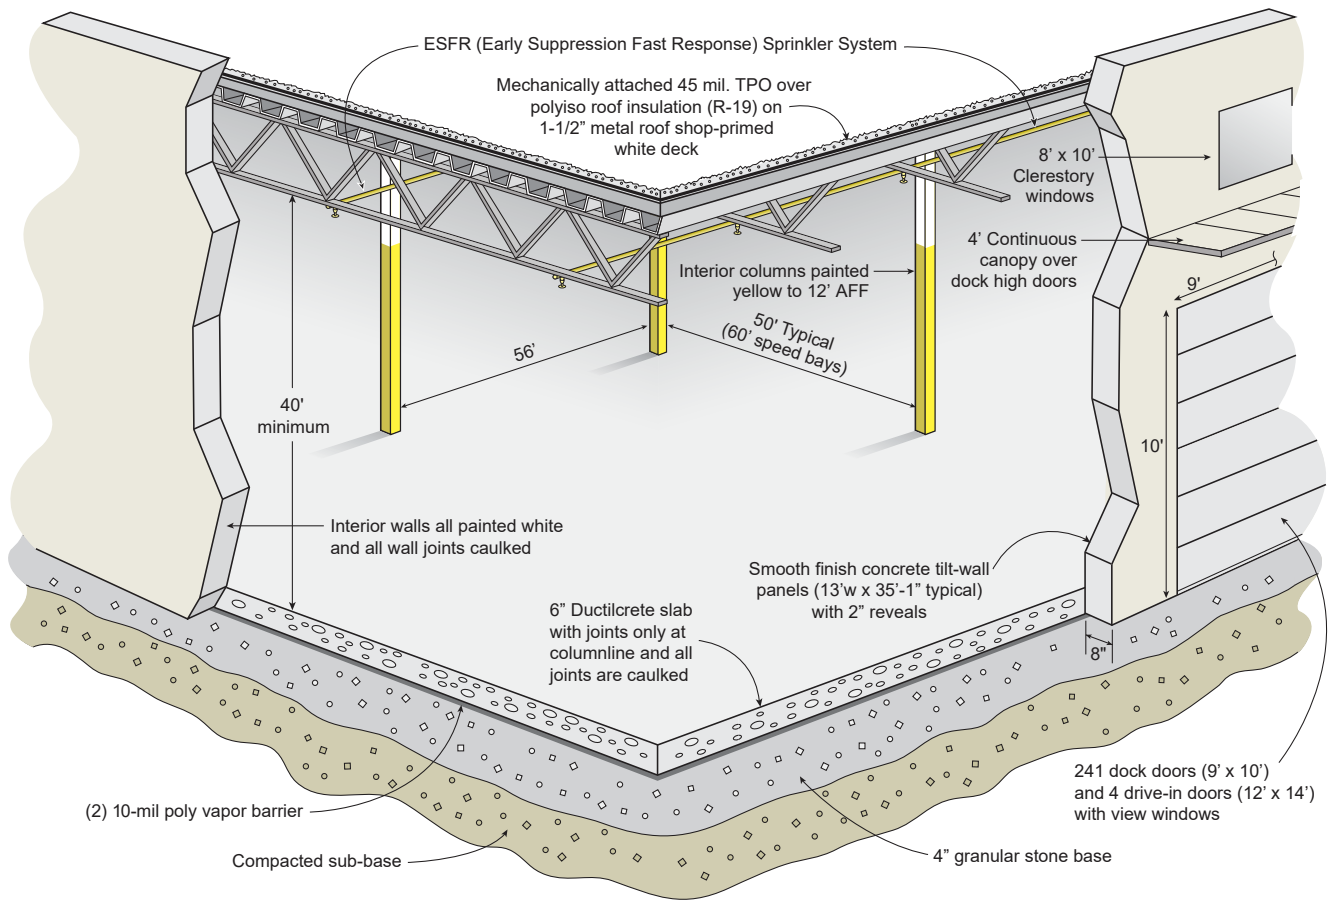 ESFR (Early Suppression Fast Response) Sprinkler System
Mechanically attached 45 mil. TPO over
polyiso roof insulation (R-19) on
1-1/2” metal roof shop-primed
white deck
8’ x 10’
Clerestory
windows
4’ Continuous
canopy over
dock high doors
9'
Interior columns painted
yellow to 12’ AFF
56’
50' Typical
(60’ speed bays)
40'
minimum
10'
Interior walls all painted white
and all wall joints caulked
Smooth finish concrete tilt-wall
panels (13’w x 35’-1” typical)
with 2” reveals
6” Ductilcrete slab
with joints only at
columnline and all
joints are caulked
8"
241 dock doors (9’ x 10’)
and 4 drive-in doors (12’ x 14’)
with view windows
(2) 10-mil poly vapor barrier
Compacted sub-base
4” granular stone base